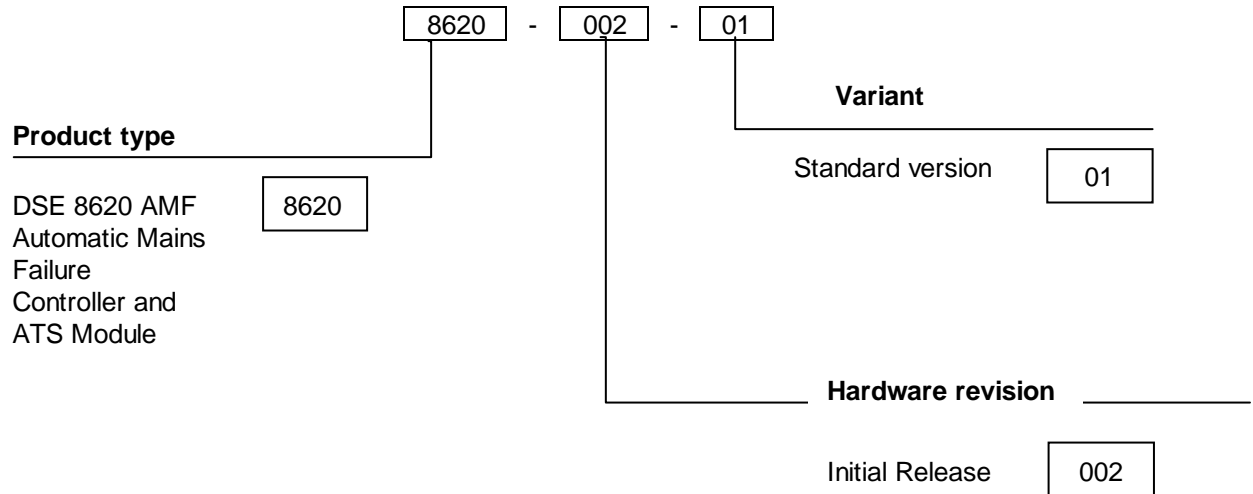 8620 - 002 - 01
Variant
Product type
Standard version 01
DSE 8620 AMF 8620
Automatic Mains
Failure
Controller and
ATS Module
Hardware revision
Initial Release 002